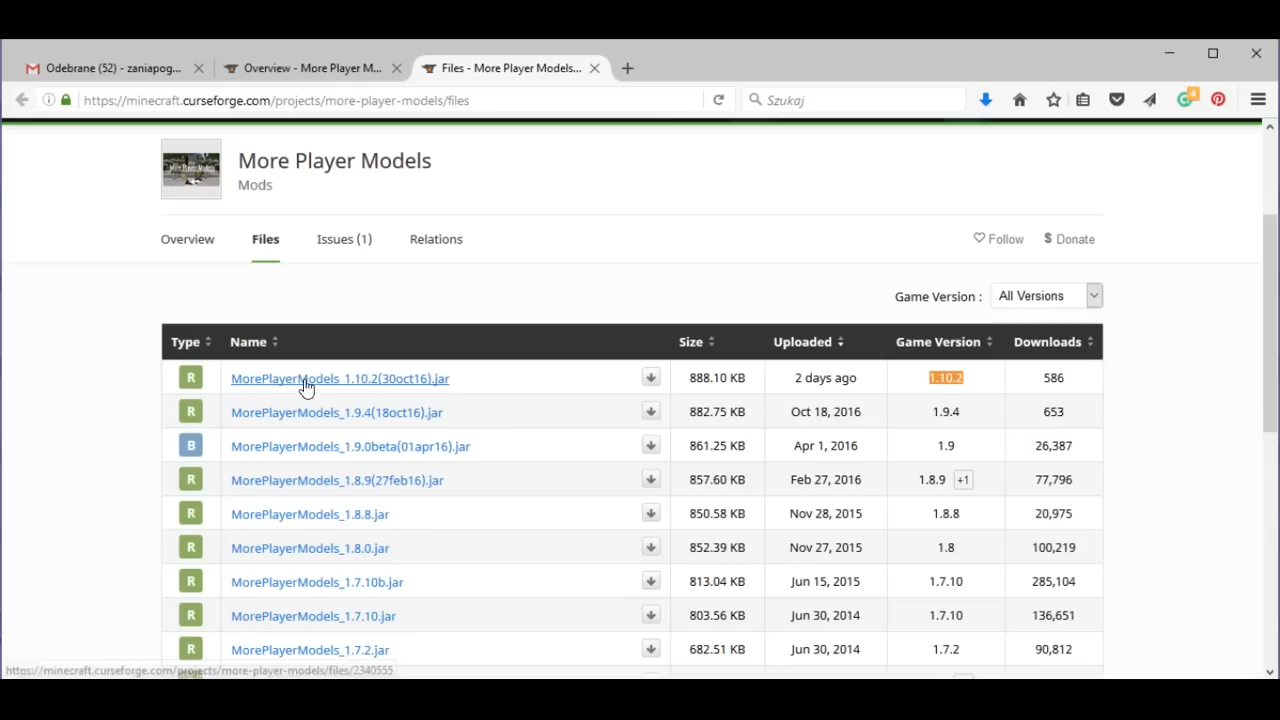 Odebrane (52) - zaniapog...
Overview - More Player M...
Files - More Player Models...
https://minecraft.curseforge.com/projects/more-player-models/files
Szukaj
4
More Player Models
Mods
Overview Files Issues (1) Relations
Follow $ Donate
Game Version : All Versions
Type Name Size Uploaded Game Version Downloads
R MorePlayerModels_1.10.2(30oct16).jar 888.10 KB 2 days ago 1.10.2 586
R MorePlayerModels_1.9.4(18oct16).jar 882.75 KB Oct 18, 2016 1.9.4 653
B MorePlayerModels_1.9.0beta(01apr16).jar 861.25 KB Apr 1, 2016 1.9 26,387
R MorePlayerModels_1.8.9(27feb16).jar 857.60 KB Feb 27, 2016 1.8.9 +1 77,796
R MorePlayerModels_1.8.8.jar 850.58 KB Nov 28, 2015 1.8.8 20,975
R MorePlayerModels_1.8.0.jar 852.39 KB Nov 27, 2015 1.8 100,219
R MorePlayerModels_1.7.10b.jar 813.04 KB Jun 15, 2015 1.7.10 285,104
R MorePlayerModels_1.7.10.jar 803.56 KB Jun 30, 2014 1.7.10 136,651
R MorePlayerModels_1.7.2.jar 682.51 KB Jun 30, 2014 1.7.2 90,812
https://minecraft.curseforge.com/projects/more-player-models/files/2340555